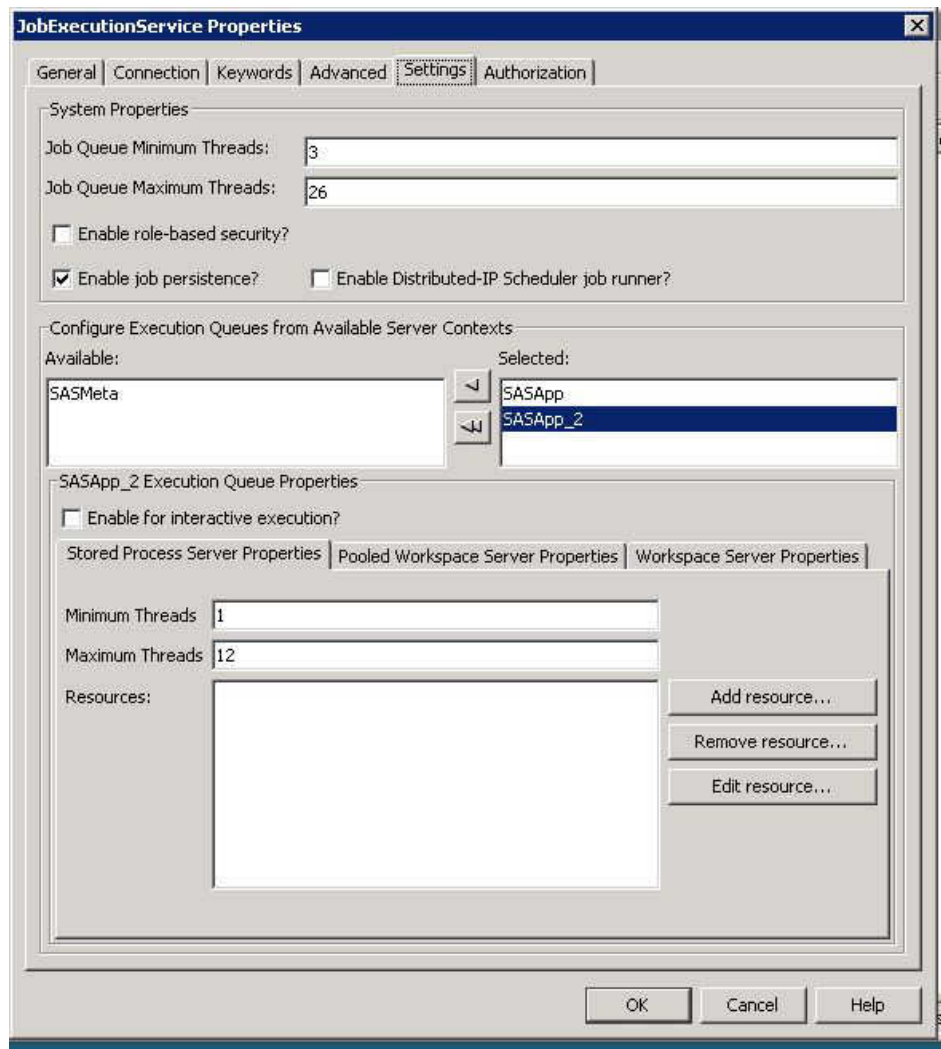 JobExecutionService Properties
General Connection Keywords Advanced Settings Authorization
System Properties
Job Queue Minimum Threads: 3
Job Queue Maximum Threads: 26
Enable role-based security?
Enable job persistence? Enable Distributed-IP Scheduler job runner?
Configure Execution Queues from Available Server Contexts
Available: Selected:
SASMeta SASApp
SASApp_2
SASApp_2 Execution Queue Properties
Enable for interactive execution?
Stored Process Server Properties Pooled Workspace Server Properties Workspace Server Properties
Minimum Threads 1
Maximum Threads 12
Resources: Add resource...
Remove resource...
Edit resource...
OK Cancel Help